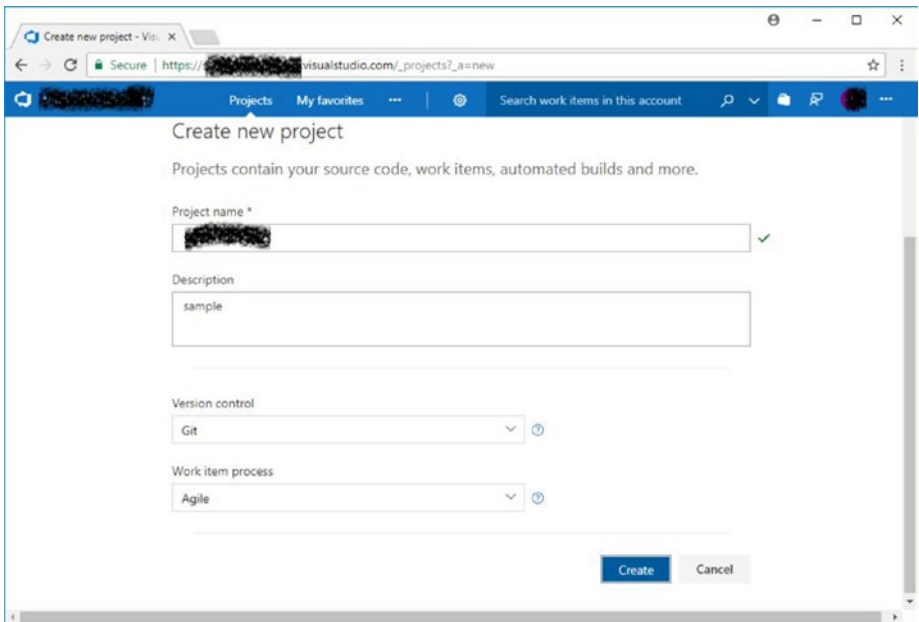 Create new project - Visu
Secure | https:// visualstudio.com/_projects?_a=new
Projects My favorites ... Search work items in this account ...
Create new project
Projects contain your source code, work items, automated builds and more.
Project name *
Description
sample
Version control
Git
Work item process
Agile
Create Cancel